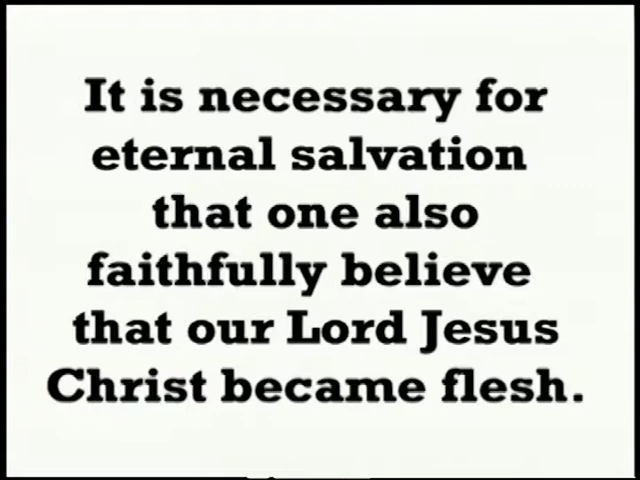 It is necessary for
eternal salvation
that one also
faithfully believe
that our Lord Jesus
Christ became flesh.